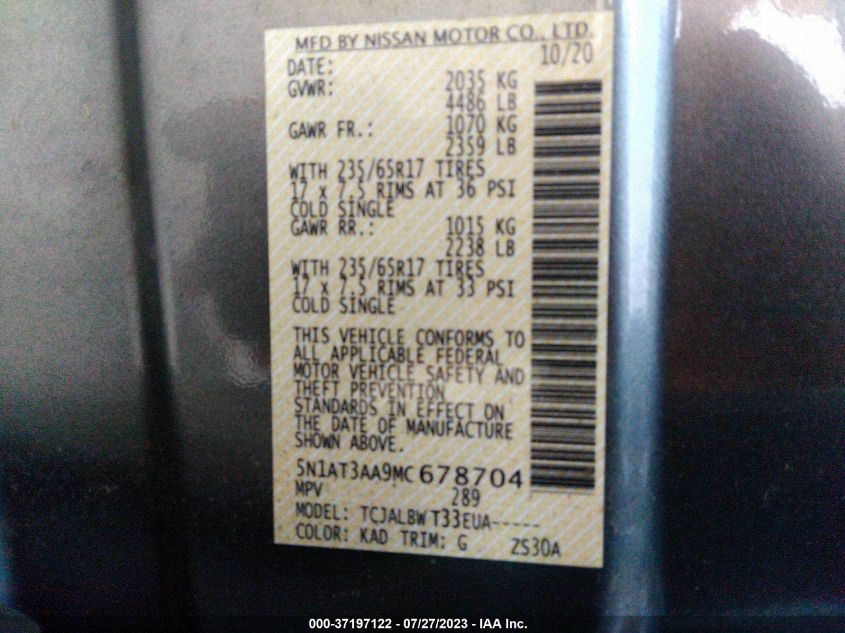 MFD BY NISSAN MOTOR CO., LTD.
DATE: 10/20
GVWR: 2035 KG
4486 LB
GAWR FR.: 1070 KG
2359 LB
WITH 235/65R17 TIRES
17 x 7.5 RIMS AT 36 PSI
COLD SINGLE
GAWR RR.: 1015 KG
2238 LB
WITH 235/65R17 TIRES
17 x 7.5 RIMS AT 33 PSI
COLD SINGLE
THIS VEHICLE CONFORMS TO
ALL APPLICABLE FEDERAL
MOTOR VEHICLE SAFETY AND
THEFT PREVENTION
STANDARDS IN EFFECT ON
THE DATE OF MANUFACTURE
SHOWN ABOVE.
5N1AT3AA9MC678704
MPV 289
MODEL: TCJALBW T33EUA-----
COLOR: KAD TRIM: G ZS30A
000-37197122 - 07/27/2023 - IAA Inc.